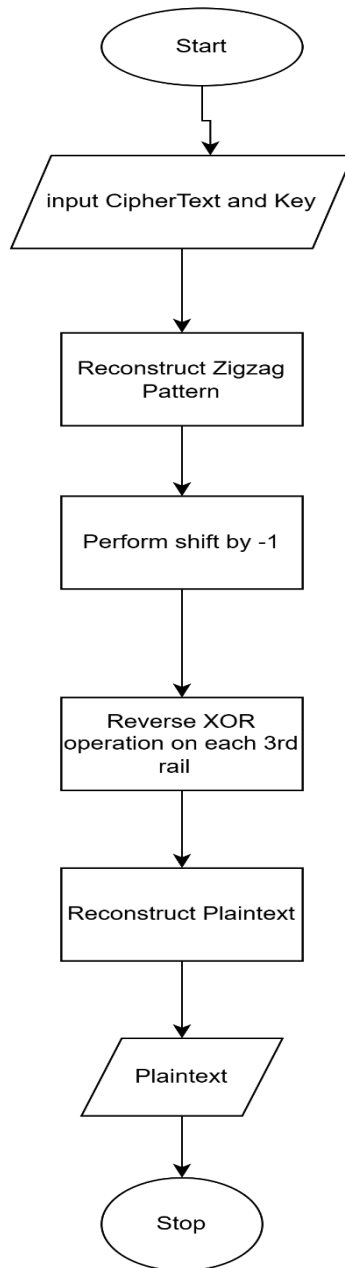 Start
input CipherText and Key
Reconstruct Zigzag
Pattern
Perform shift by -1
Reverse XOR
operation on each 3rd
rail
Reconstruct Plaintext
Plaintext
Stop